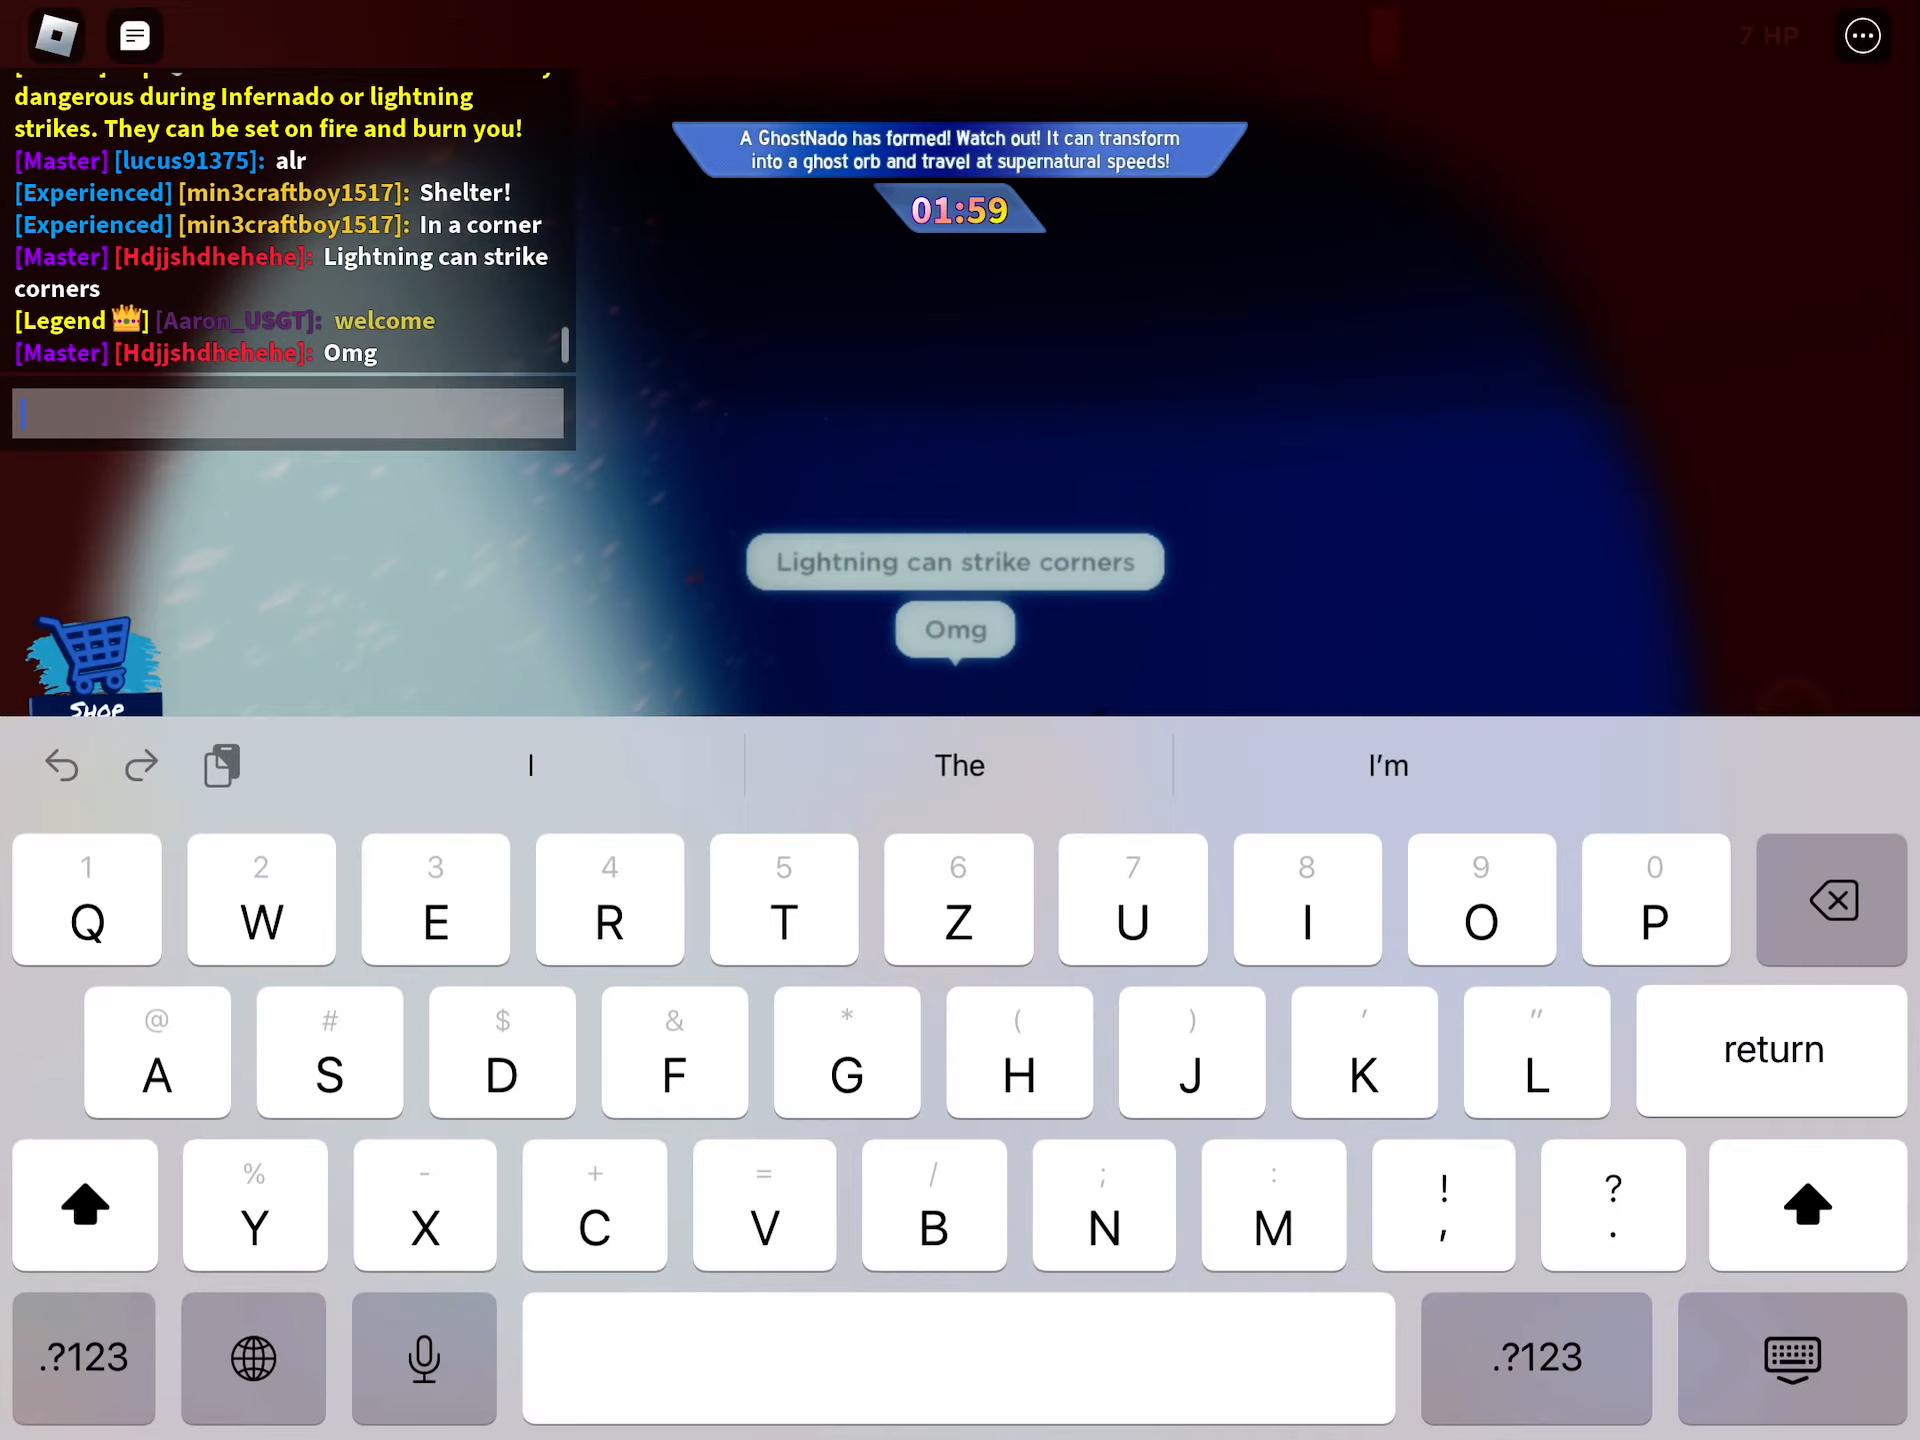 7 HP
dangerous during Infernado or lightning
strikes. They can be set on fire and burn you!
[Master] [lucus91375]: alr
[Experienced] [min3craftboy1517]: Shelter!
[Experienced] [min3craftboy1517]: In a corner
[Master] [Hdjjshdhehehe]: Lightning can strike
corners
[Legend 👑] [Aaron_USGT]: welcome
[Master] [Hdjjshdhehehe]: Omg
A GhostNado has formed! Watch out! It can transform
into a ghost orb and travel at supernatural speeds!
01:59
Lightning can strike corners
Omg
SHOP
I The I'm
1 2 3 4 5 6 7 8 9 0
Q W E R T Z U I O P
@ # $ & * ( ) ' "
A S D F G H J K L return
% - + = / ; : ! ?
Y X C V B N M , .
.?123 .?123